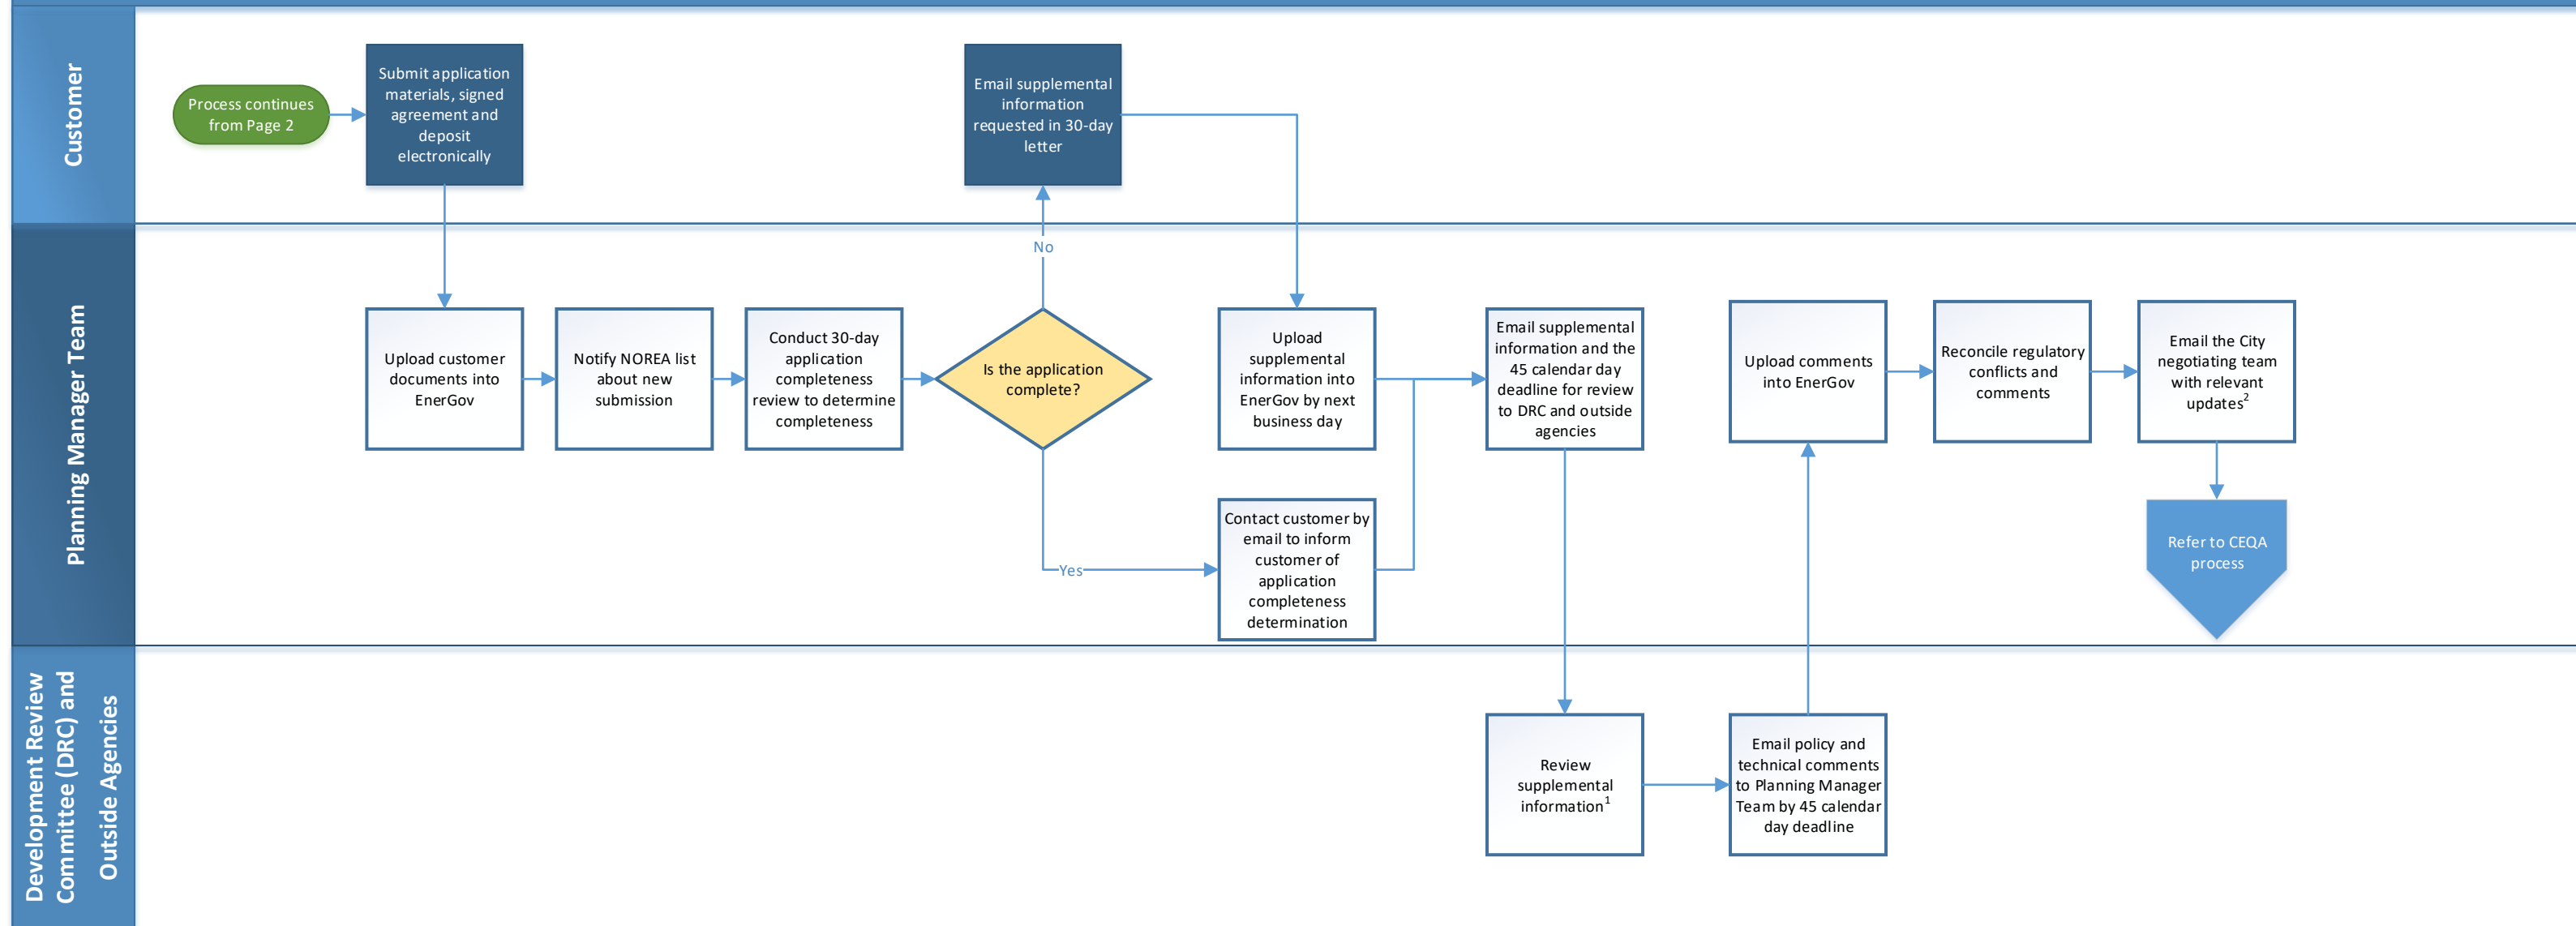 Customer
Process continues
from Page 2
Submit application
materials, signed
agreement and
deposit
electronically
Email supplemental
information
requested in 30-day
letter
Planning Manager Team
Upload customer
documents into
EnerGov
Notify NOREA list
about new
submission
Conduct 30-day
application
completeness
review to determine
completeness
Is the application
complete?
No
Yes
Upload
supplemental
information into
EnerGov by next
business day
Contact customer by
email to inform
customer of
application
completeness
determination
Email supplemental
information and the
45 calendar day
deadline for review
to DRC and outside
agencies
Upload comments
into EnerGov
Reconcile regulatory
conflicts and
comments
Email the City
negotiating team
with relevant
updates2
Refer to CEQA
process
Development Review
Committee (DRC) and
Outside Agencies
Review
supplemental
information1
Email policy and
technical comments
to Planning Manager
Team by 45 calendar
day deadline